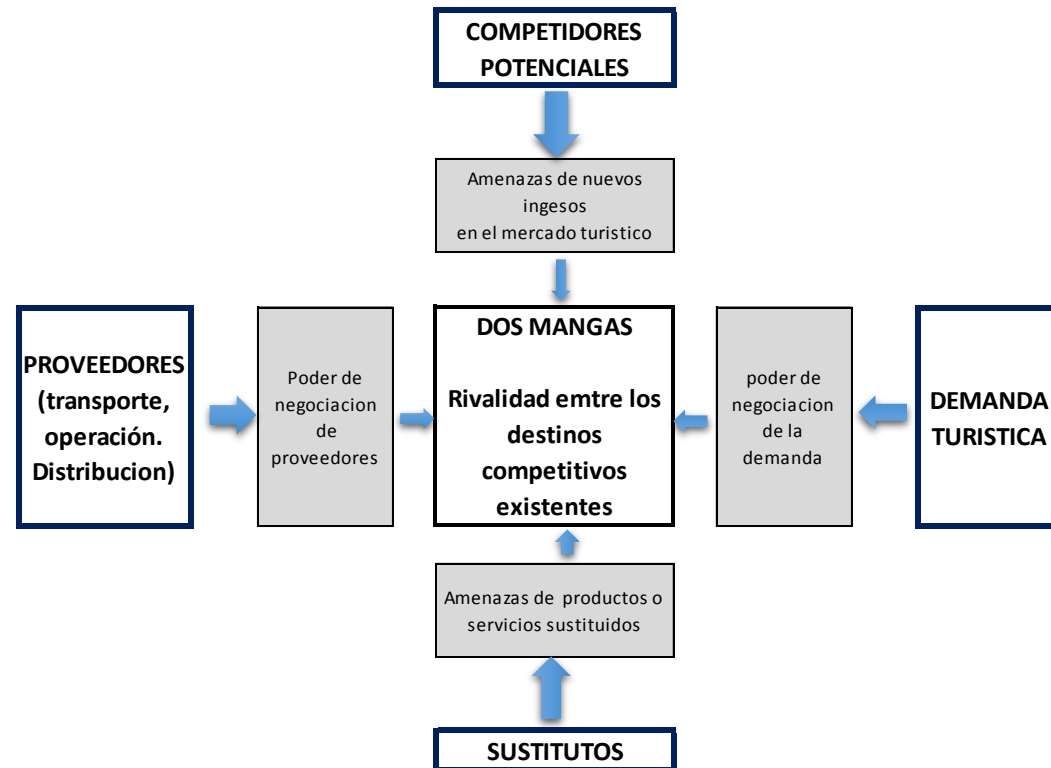 COMPETIDORES
POTENCIALES
Amenazas de nuevos
ingesos
en el mercado turistico
PROVEEDORES
(transporte,
operación.
Distribucion)
Poder de
negociacion
de
proveedores
DOS MANGAS
Rivalidad emtre los
destinos
competitivos
existentes
poder de
negociacion
de la
demanda
DEMANDA
TURISTICA
Amenazas de productos o
servicios sustituidos
SUSTITUTOS